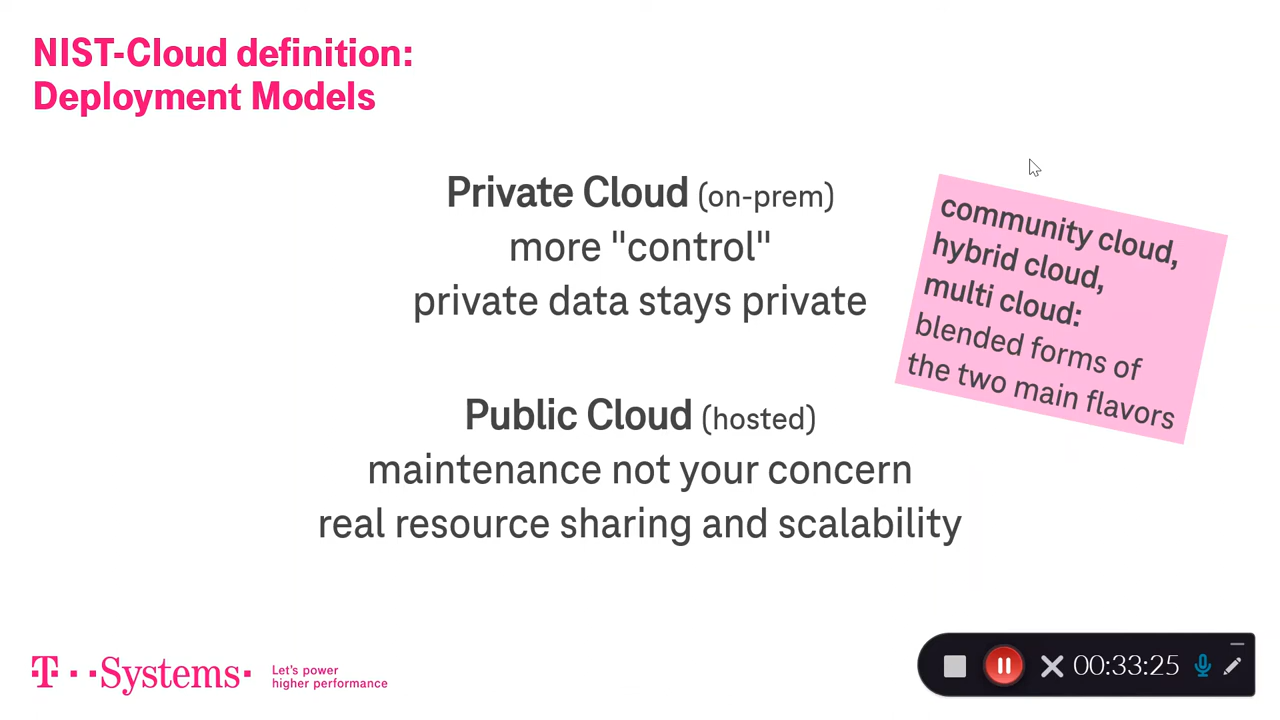 NIST-Cloud definition:
Deployment Models
Private Cloud (on-prem)
more "control"
private data stays private
community cloud,
hybrid cloud,
multi cloud:
blended forms of
the two main flavors
Public Cloud (hosted)
maintenance not your concern
real resource sharing and scalability
T··Systems·
Let's power
higher performance
00:33:25